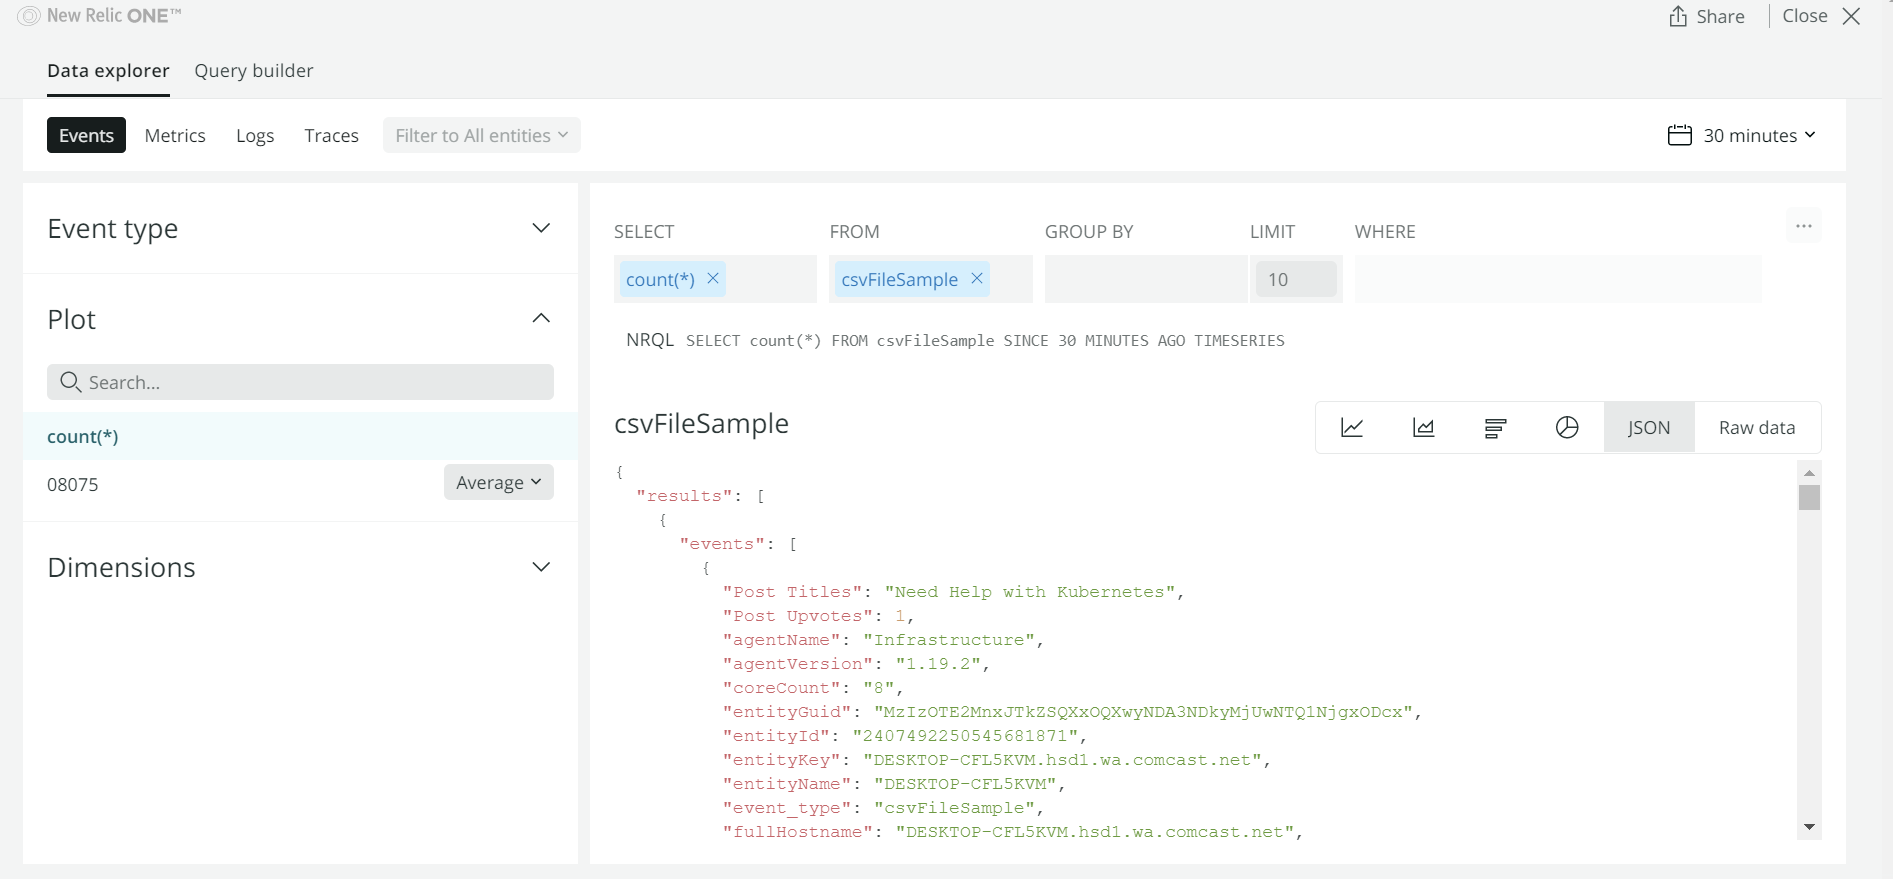 New Relic ONE™
Share
Close
Data explorer
Query builder
Events
Metrics
Logs
Traces
Filter to All entities
30 minutes
Event type
Plot
Search...
count(*)
08075
Average
Dimensions
SELECT
FROM
GROUP BY
LIMIT
WHERE
...
count(*)
csvFileSample
10
NRQL SELECT count(*) FROM csvFileSample SINCE 30 MINUTES AGO TIMESERIES
csvFileSample
JSON
Raw data
{
"results": [
{
"events": [
{
"Post Titles": "Need Help with Kubernetes",
"Post Upvotes": 1,
"agentName": "Infrastructure",
"agentVersion": "1.19.2",
"coreCount": "8",
"entityGuid": "MzIzOTE2MnxJTkZSQXxOQXwyNDA3NDkyMjUwNTQ1NjgxODcx",
"entityId": "2407492250545681871",
"entityKey": "DESKTOP-CFL5KVM.hsd1.wa.comcast.net",
"entityName": "DESKTOP-CFL5KVM",
"event_type": "csvFileSample",
"fullHostname": "DESKTOP-CFL5KVM.hsd1.wa.comcast.net",